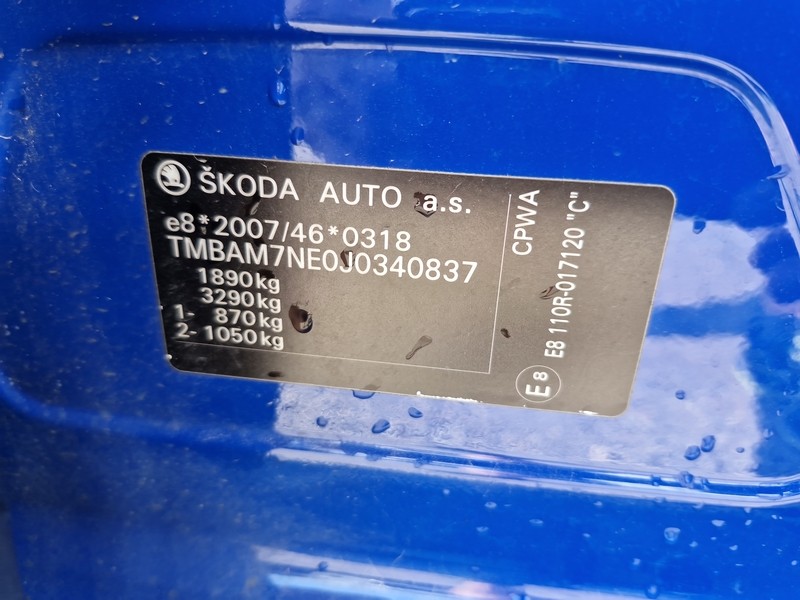 ŠKODA AUTO a.s.
e8*2007/46*0318
TMBAM7NE0J0340837
1890kg
3290kg
1- 870kg
2- 1050kg
CPWA
E8 110R-017120 "C"
E8